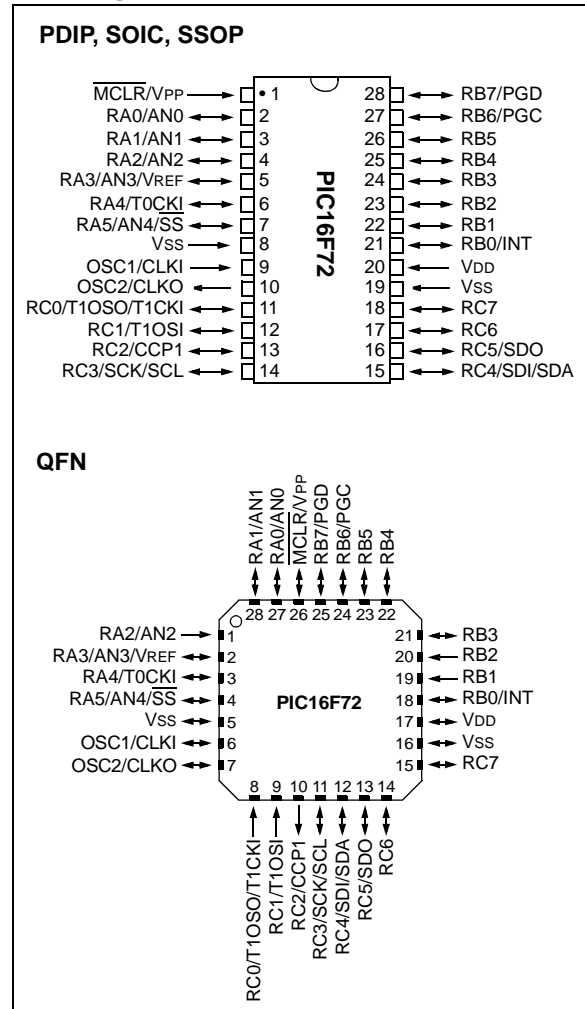 PDIP, SOIC, SSOP
MCLR/VPP 1 28 RB7/PGD
RA0/AN0 2 27 RB6/PGC
RA1/AN1 3 26 RB5
RA2/AN2 4 25 RB4
RA3/AN3/VREF 5 24 RB3
RA4/T0CKI 6 23 RB2
RA5/AN4/SS 7 22 RB1
VSS 8 21 RB0/INT
OSC1/CLKI 9 20 VDD
OSC2/CLKO 10 19 VSS
RC0/T1OSO/T1CKI 11 18 RC7
RC1/T1OSI 12 17 RC6
RC2/CCP1 13 16 RC5/SDO
RC3/SCK/SCL 14 15 RC4/SDI/SDA
PIC16F72
QFN
RA1/AN1
RA0/AN0
MCLR/VPP
RB7/PGD
RB6/PGC
RB5
RB4
28 27 26 25 24 23 22
RA2/AN2 1 21 RB3
RA3/AN3/VREF 2 20 RB2
RA4/T0CKI 3 19 RB1
RA5/AN4/SS 4 PIC16F72 18 RB0/INT
VSS 5 17 VDD
OSC1/CLKI 6 16 VSS
OSC2/CLKO 7 15 RC7
8 9 10 11 12 13 14
RC0/T1OSO/T1CKI
RC1/T1OSI
RC2/CCP1
RC3/SCK/SCL
RC4/SDI/SDA
RC5/SDO
RC6